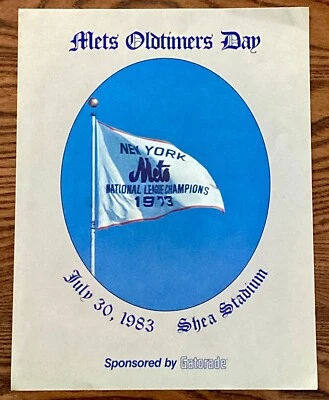 Mets Oldtimers Day
NEW YORK
Mets
NATIONAL LEAGUE CHAMPIONS
1973
July 30, 1983 Shea Stadium
Sponsored by Gatorade